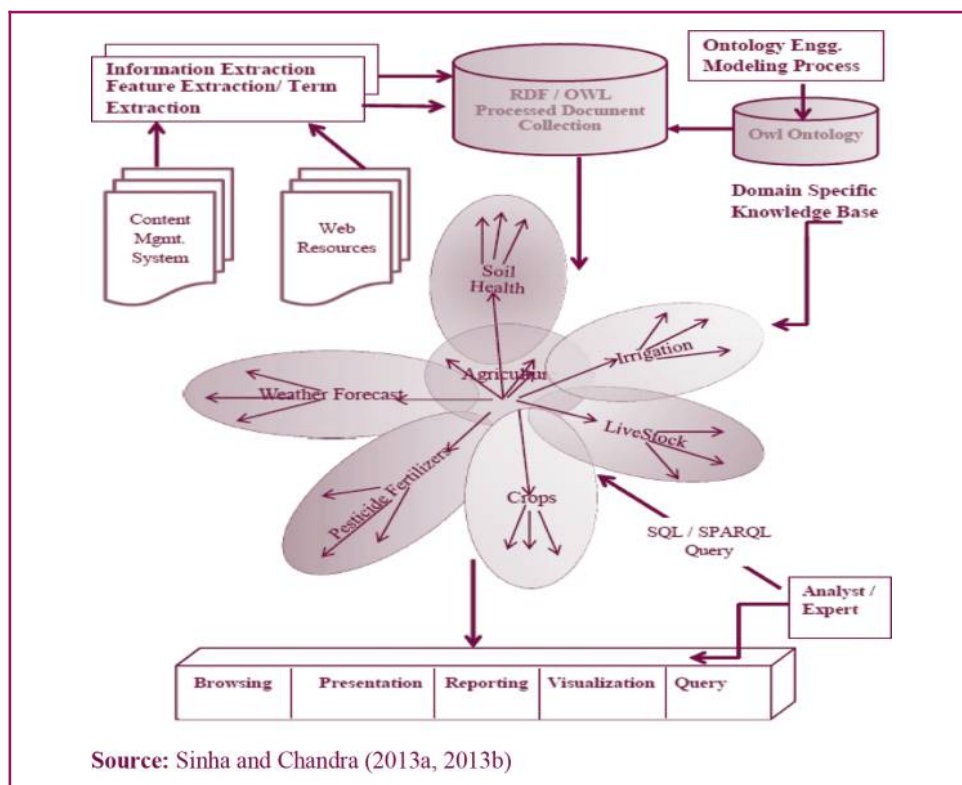 Information Extraction
Feature Extraction/ Term
Extraction
RDF / OWL
Processed Document
Collection
Ontology Engg.
Modeling Process
Owl Ontology
Domain Specific
Knowledge Base
Content
Mgmt.
System
Web
Resources
Soil
Health
Agricultur
Irrigation
Weather Forecast
LiveStock
Pesticide Fertilizers
Crops
SQL / SPARQL
Query
Analyst /
Expert
Browsing
Presentation
Reporting
Visualization
Query
Source: Sinha and Chandra (2013a, 2013b)